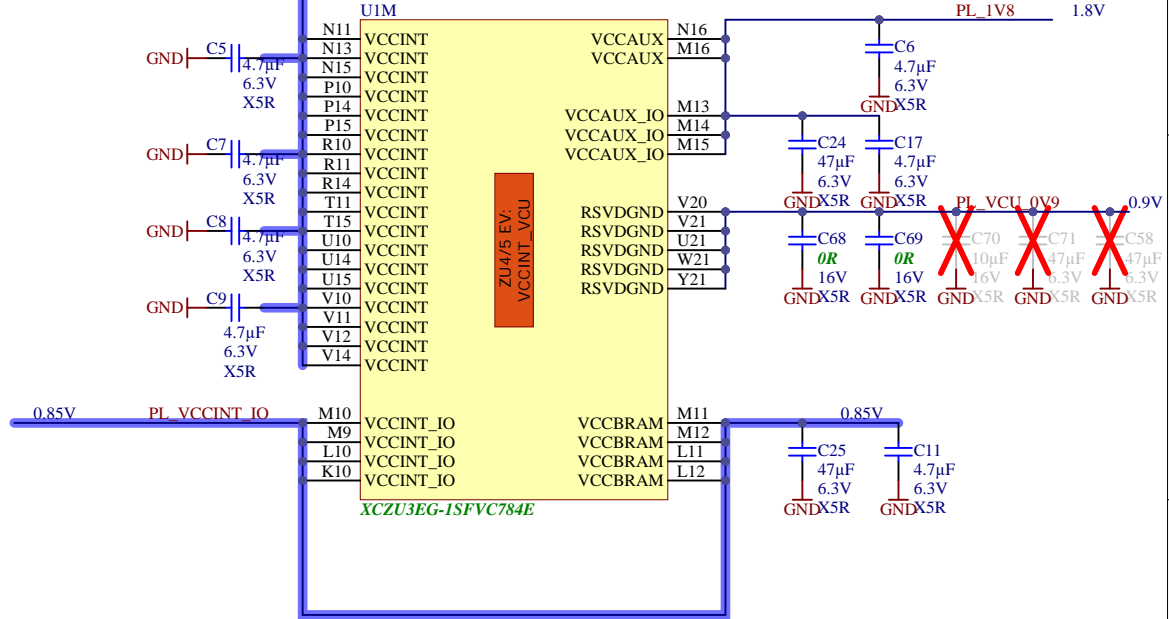 U1M
N11 VCCINT
N13 VCCINT
N15 VCCINT
P10 VCCINT
P14 VCCINT
P15 VCCINT
R10 VCCINT
R11 VCCINT
R14 VCCINT
T11 VCCINT
T15 VCCINT
U10 VCCINT
U14 VCCINT
U15 VCCINT
V10 VCCINT
V11 VCCINT
V12 VCCINT
V14 VCCINT
M10 VCCINT_IO
M9 VCCINT_IO
L10 VCCINT_IO
K10 VCCINT_IO
GND C5
4.7µF
6.3V
X5R
GND C7
4.7µF
6.3V
X5R
GND C8
4.7µF
6.3V
X5R
GND C9
4.7µF
6.3V
X5R
0.85V PL_VCCINT_IO
ZU4/5 EV:
VCCINT_VCU
XCZU3EG-1SFVC784E
VCCAUX N16
VCCAUX M16
VCCAUX_IO M13
VCCAUX_IO M14
VCCAUX_IO M15
RSVDGND V20
RSVDGND V21
RSVDGND U21
RSVDGND W21
RSVDGND Y21
VCCBRAM M11
VCCBRAM M12
VCCBRAM L11
VCCBRAM L12
PL_1V8 1.8V
C6
4.7µF
6.3V
GND X5R
C24
47µF
6.3V
GND X5R
C17
4.7µF
6.3V
GND X5R
PL_VCU_0V9 0.9V
C68
0R
16V
GND X5R
C69
0R
16V
GND X5R
C70
10µF
16V
GND X5R
C71
47µF
6.3V
GND X5R
C58
47µF
6.3V
GND X5R
0.85V
C25
47µF
6.3V
GND X5R
C11
4.7µF
6.3V
GND X5R